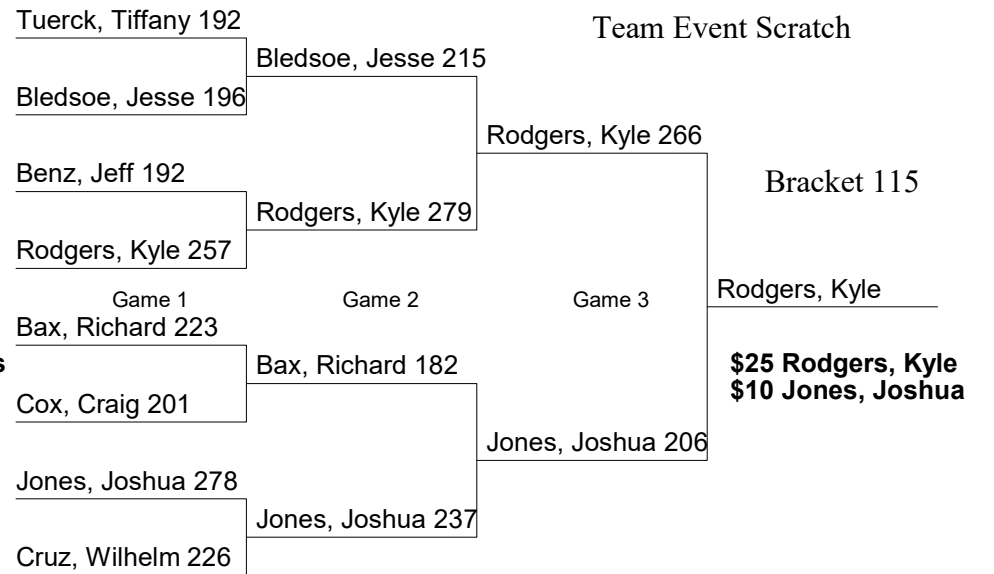 Tuerck, Tiffany 192
Team Event Scratch
Bledsoe, Jesse 215
Bledsoe, Jesse 196
Rodgers, Kyle 266
Benz, Jeff 192
Bracket 115
Rodgers, Kyle 279
Rodgers, Kyle 257
Game 1
Game 2
Game 3
Rodgers, Kyle
Bax, Richard 223
Bax, Richard 182
s
$25 Rodgers, Kyle
$10 Jones, Joshua
Cox, Craig 201
Jones, Joshua 206
Jones, Joshua 278
Jones, Joshua 237
Cruz, Wilhelm 226